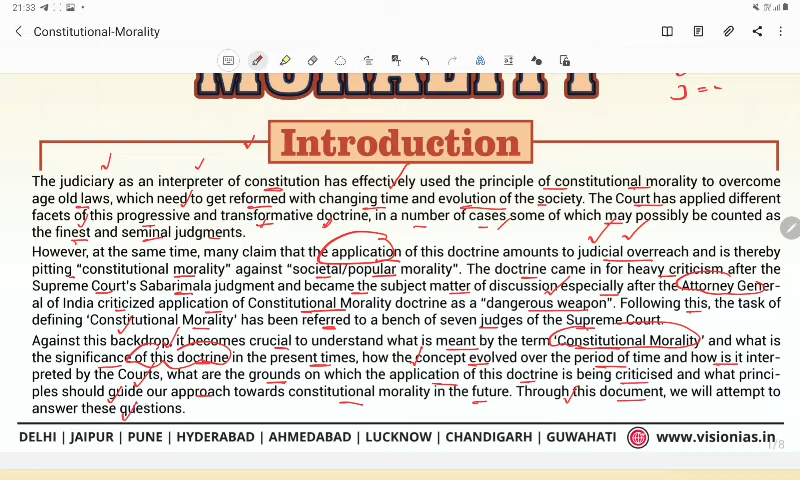 21:33
Constitutional-Morality
MORALITY
J =
Introduction
The judiciary as an interpreter of constitution has effectively used the principle of constitutional morality to overcome
age old laws, which need to get reformed with changing time and evolution of the society. The Court has applied different
facets of this progressive and transformative doctrine, in a number of cases, some of which may possibly be counted as
the finest and seminal judgments.
However, at the same time, many claim that the application of this doctrine amounts to judicial overreach and is thereby
pitting “constitutional morality” against “societal/popular morality”. The doctrine came in for heavy criticism after the
Supreme Court's Sabarimala judgment and became the subject matter of discussion especially after the Attorney Gener-
al of India criticized application of Constitutional Morality doctrine as a “dangerous weapon”. Following this, the task of
defining ‘Constitutional Morality’ has been referred to a bench of seven judges of the Supreme Court.
Against this backdrop, it becomes crucial to understand what is meant by the term ‘Constitutional Morality’ and what is
the significance of this doctrine in the present times, how the concept evolved over the period of time and how is it inter-
preted by the Courts, what are the grounds on which the application of this doctrine is being criticised and what princi-
ples should guide our approach towards constitutional morality in the future. Through this document, we will attempt to
answer these questions.
DELHI | JAIPUR | PUNE | HYDERABAD | AHMEDABAD | LUCKNOW | CHANDIGARH | GUWAHATI www.visionias.in
1/8